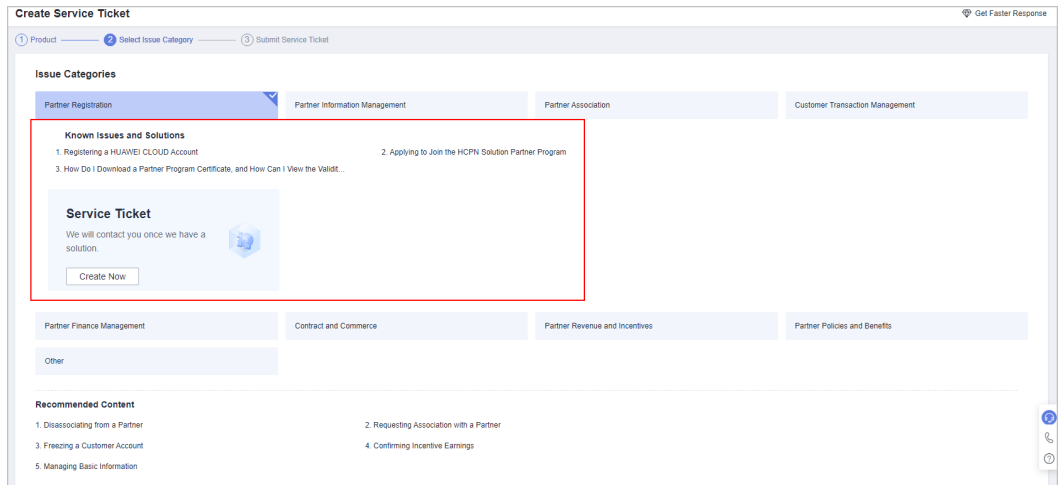 Create Service Ticket
Get Faster Response
1 Product
2 Select Issue Category
3 Submit Service Ticket
Issue Categories
Partner Registration
Partner Information Management
Partner Association
Customer Transaction Management
Known Issues and Solutions
1. Registering a HUAWEI CLOUD Account
2. Applying to Join the HCPN Solution Partner Program
3. How Do I Download a Partner Program Certificate, and How Can I View the Validit...
Service Ticket
We will contact you once we have a
solution.
Create Now
Partner Finance Management
Contract and Commerce
Partner Revenue and Incentives
Partner Policies and Benefits
Other
Recommended Content
1. Disassociating from a Partner
2. Requesting Association with a Partner
3. Freezing a Customer Account
4. Confirming Incentive Earnings
5. Managing Basic Information